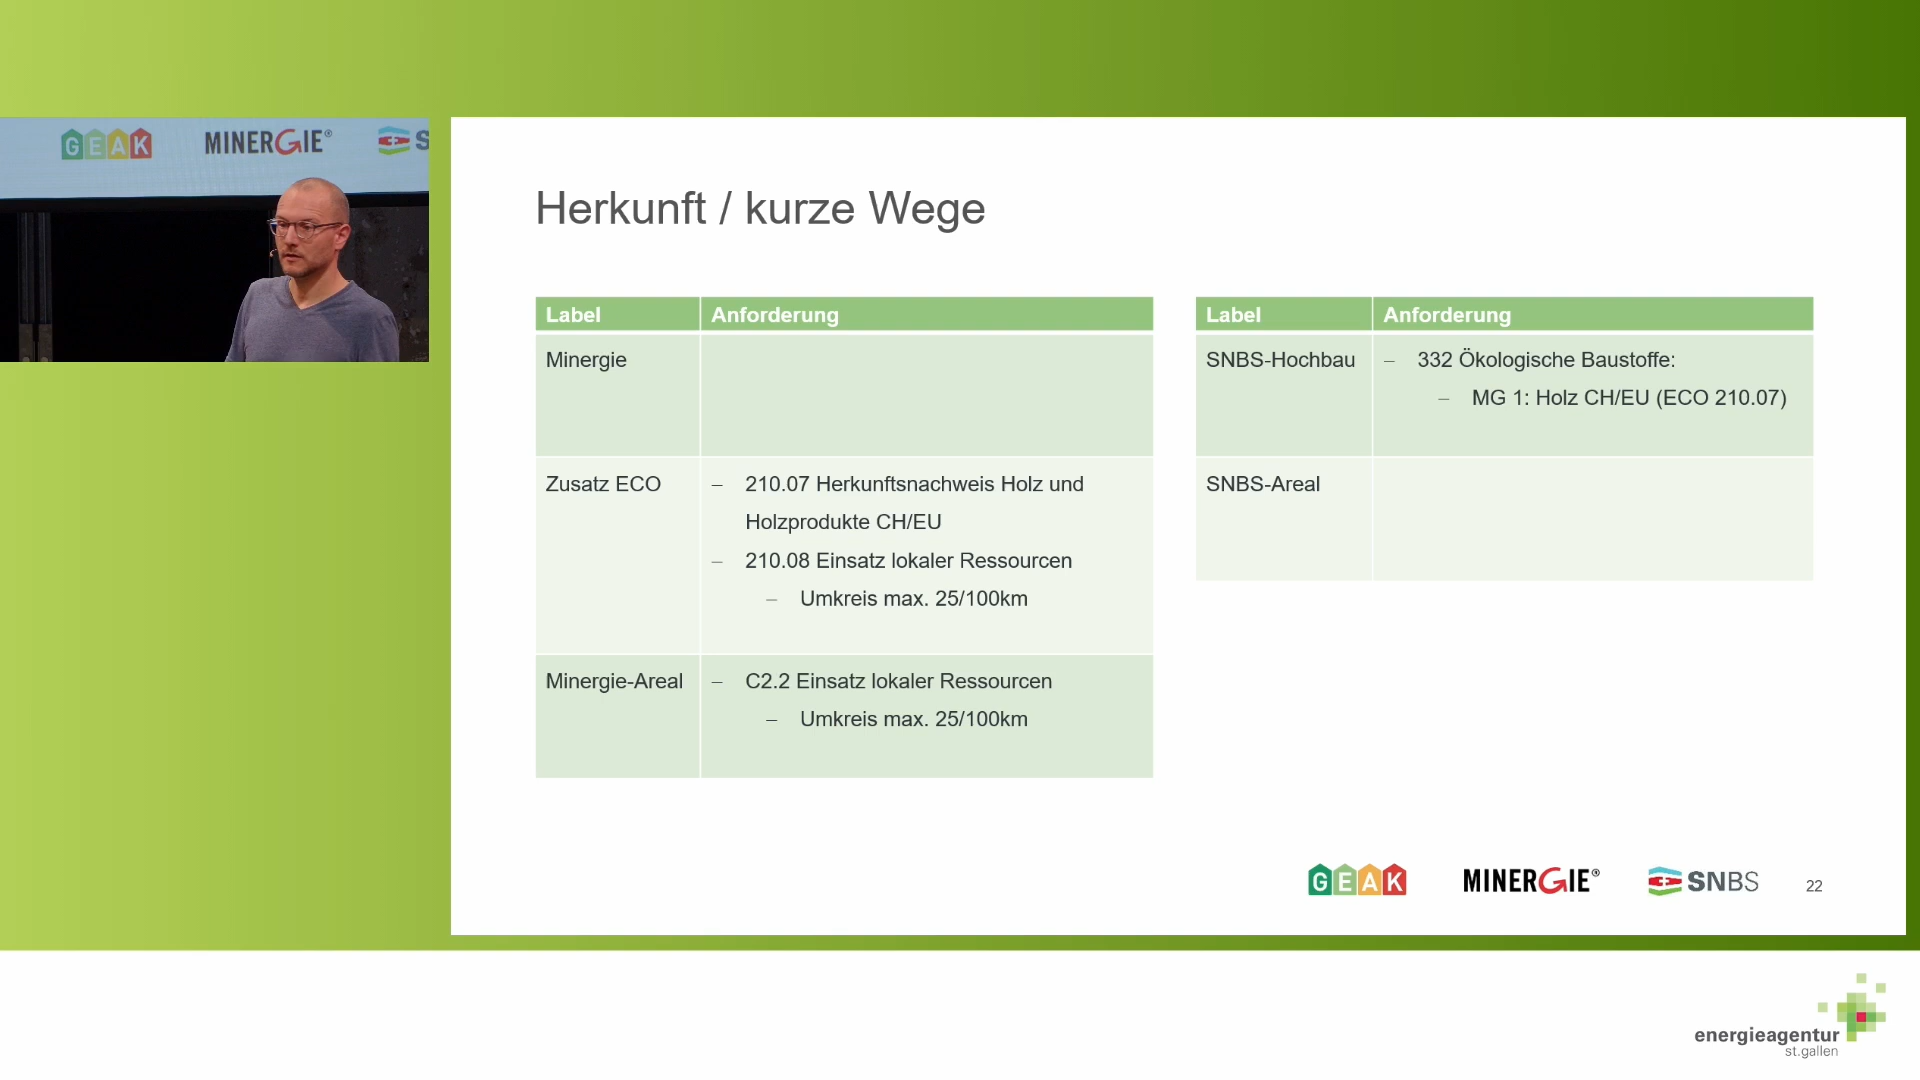 GEAK MINERGIE® S
Herkunft / kurze Wege
Label Anforderung
Minergie
Zusatz ECO
– 210.07 Herkunftsnachweis Holz und
Holzprodukte CH/EU
– 210.08 Einsatz lokaler Ressourcen
– Umkreis max. 25/100km
Minergie-Areal
– C2.2 Einsatz lokaler Ressourcen
– Umkreis max. 25/100km
Label Anforderung
SNBS-Hochbau
– 332 Ökologische Baustoffe:
– MG 1: Holz CH/EU (ECO 210.07)
SNBS-Areal
GEAK MINERGIE® SNBS 22
energieagentur
st.gallen